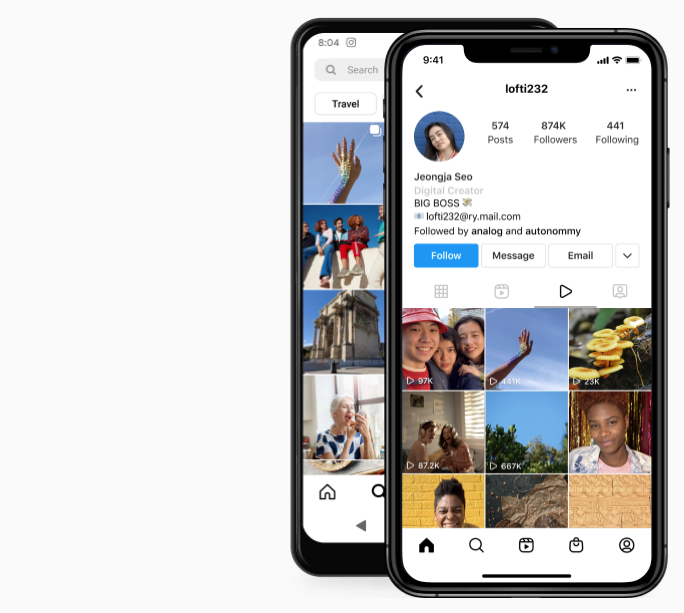 8:04
Search
Travel
9:41
lofti232
574 874K 441
Posts Followers Following
Jeongja Seo
Digital Creator
BIG BOSS
lofti232@ry.mail.com
Followed by analog and autonommy
Follow Message Email
97K 441K 23K
87.2K 667K